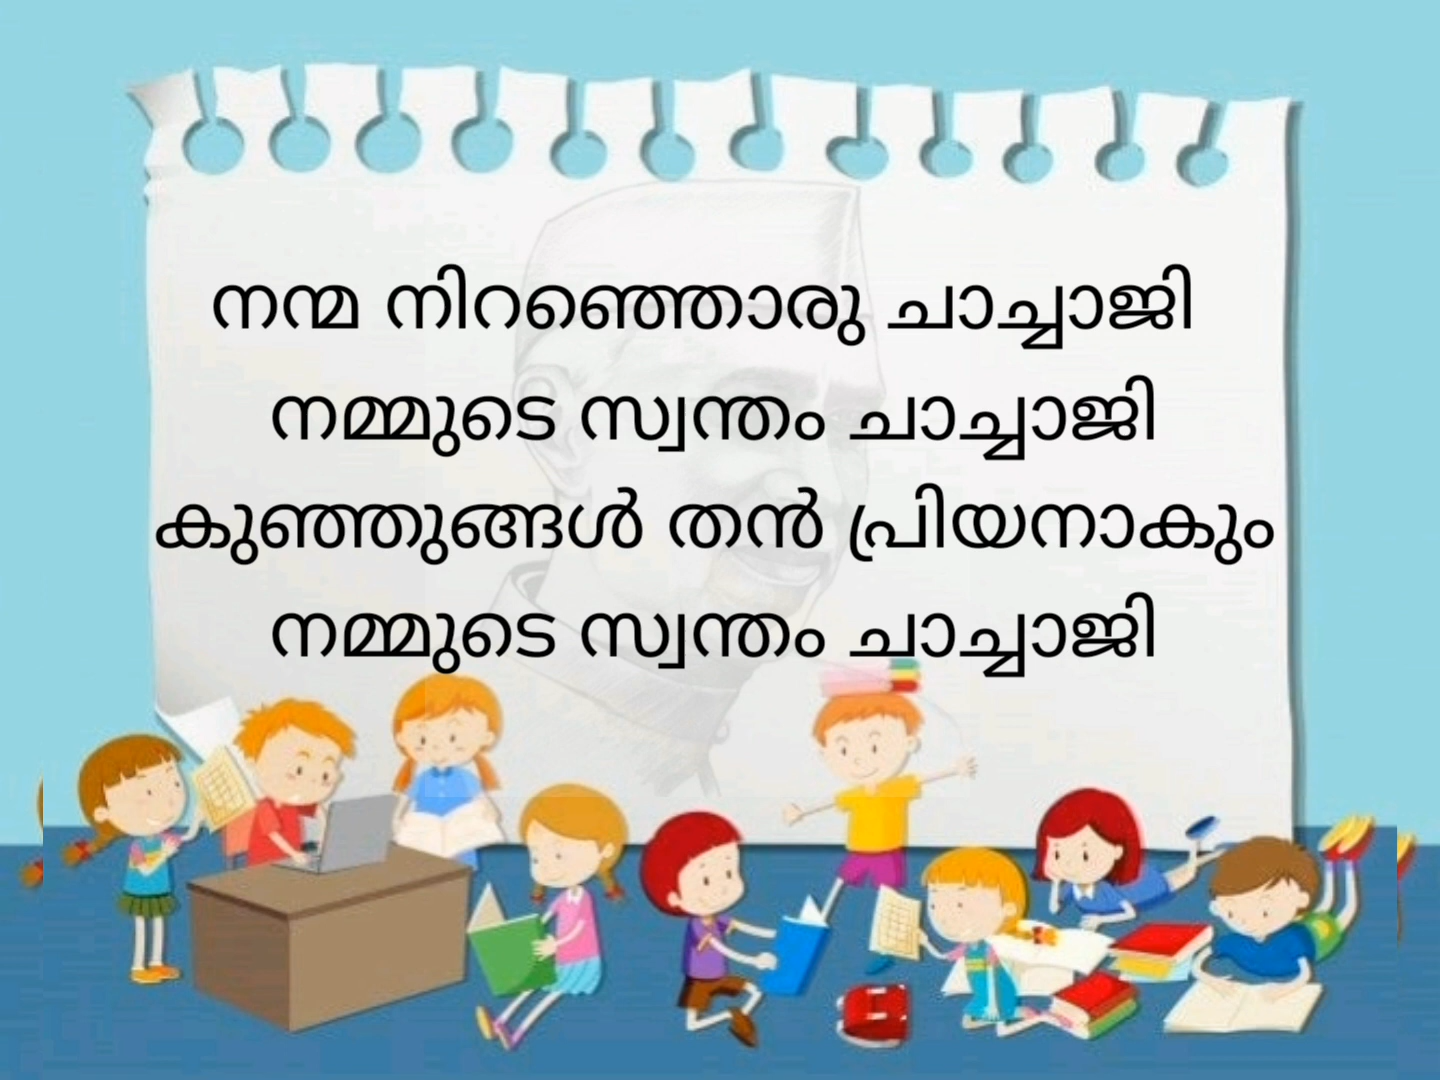 നന്മ നിറഞ്ഞൊരു ചാച്ചാജി
നമ്മുടെ സ്വന്തം ചാച്ചാജി
കുഞ്ഞുങ്ങൾ തൻ പ്രിയനാകും
നമ്മുടെ സ്വന്തം ചാച്ചാജി